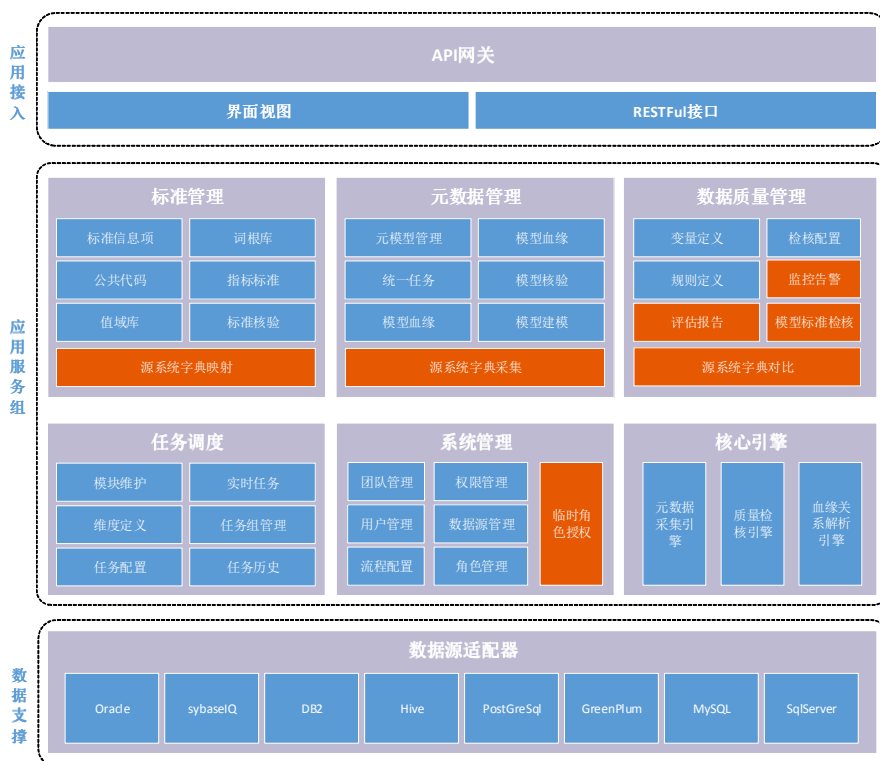 应用接入
API网关
界面视图
RESTFul接口
应用服务组
标准管理
标准信息项
词根库
公共代码
指标标准
值域库
标准核验
源系统字典映射
元数据管理
元模型管理
模型血缘
统一任务
模型核验
模型血缘
模型建模
源系统字典采集
数据质量管理
变量定义
检核配置
规则定义
监控告警
评估报告
模型标准检核
源系统字典对比
任务调度
模块维护
实时任务
维度定义
任务组管理
任务配置
任务历史
系统管理
团队管理
权限管理
用户管理
数据源管理
流程配置
角色管理
临时角
色授权
核心引擎
元数据
采集引
擎
质量检
核引擎
血缘关
系解析
引擎
数据支撑
数据源适配器
Oracle
sybaseIQ
DB2
Hive
PostGreSql
GreenPlum
MySQL
SqlServer